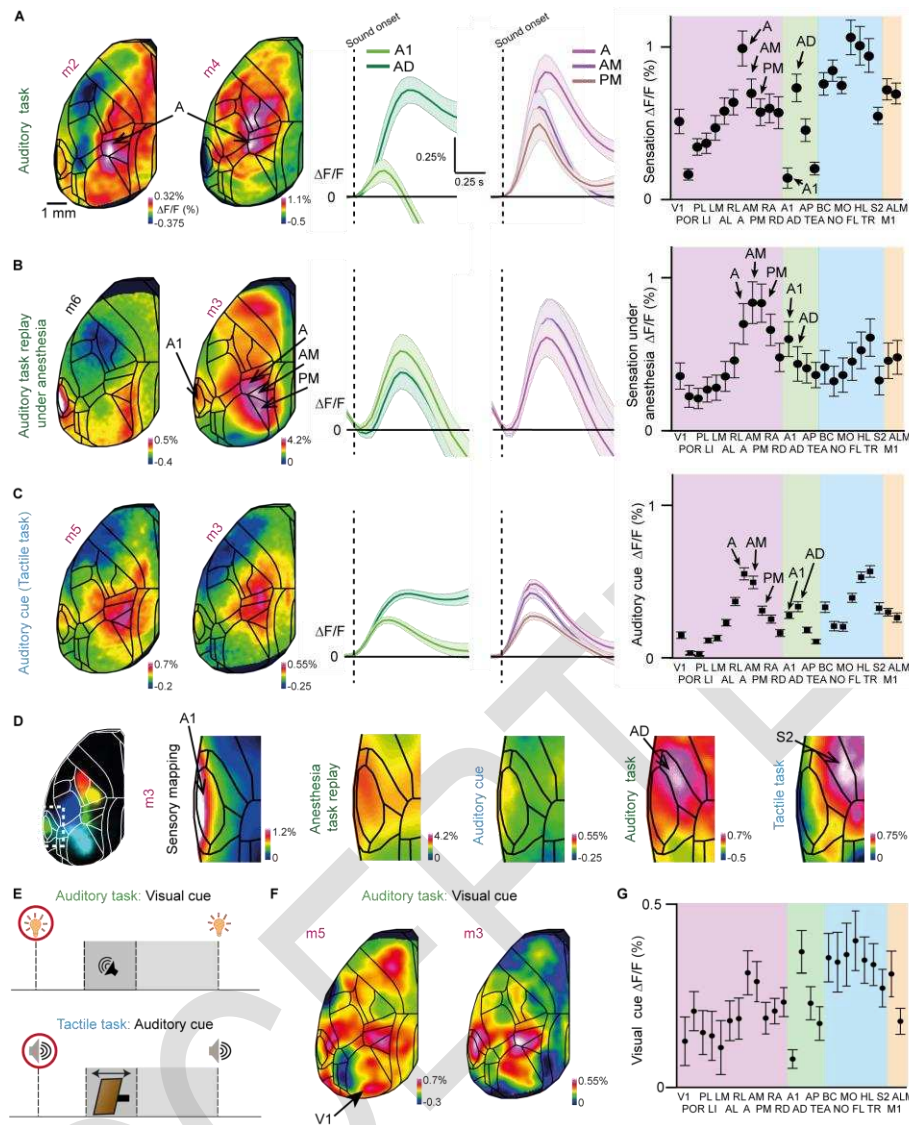 A
Auditory task
m2
m4
A
1 mm
0.32%
ΔF/F (%)
-0.375
1.1%
-0.5
Sound onset
A1
AD
ΔF/F
0
0.25%
0.25 s
Sound onset
A
AM
PM
Sensation ΔF/F (%)
1
0
A
AM
PM
AD
A1
V1 PL LM RL AM RA A1 AP BC MO HL S2 ALM
POR LI AL A PM RD AD TEA NO FL TR M1
B
Auditory task replay
under anesthesia
m6
m3
A1
A
AM
PM
0.5%
-0.4
4.2%
0
ΔF/F
0
Sensation under
anesthesia ΔF/F (%)
1
0
A
AM
PM
A1
AD
V1 PL LM RL AM RA A1 AP BC MO HL S2 ALM
POR LI AL A PM RD AD TEA NO FL TR M1
C
Auditory cue (Tactile task)
m5
m3
0.7%
-0.2
0.55%
-0.25
ΔF/F
0
Auditory cue ΔF/F (%)
1
0
A
AM
PM
A1
AD
V1 PL LM RL AM RA A1 AP BC MO HL S2 ALM
POR LI AL A PM RD AD TEA NO FL TR M1
D
m3
Sensory mapping
A1
1.2%
0
Anesthesia
task replay
4.2%
0
Auditory cue
0.55%
-0.25
Auditory task
AD
0.7%
-0.5
Tactile task
S2
0.75%
0
E
Auditory task: Visual cue
Tactile task: Auditory cue
F
Auditory task: Visual cue
m5
m3
V1
0.7%
-0.3
0.55%
0
G
Visual cue ΔF/F (%)
0.5
0
V1 PL LM RL AM RA A1 AP BC MO HL S2 ALM
POR LI AL A PM RD AD TEA NO FL TR M1